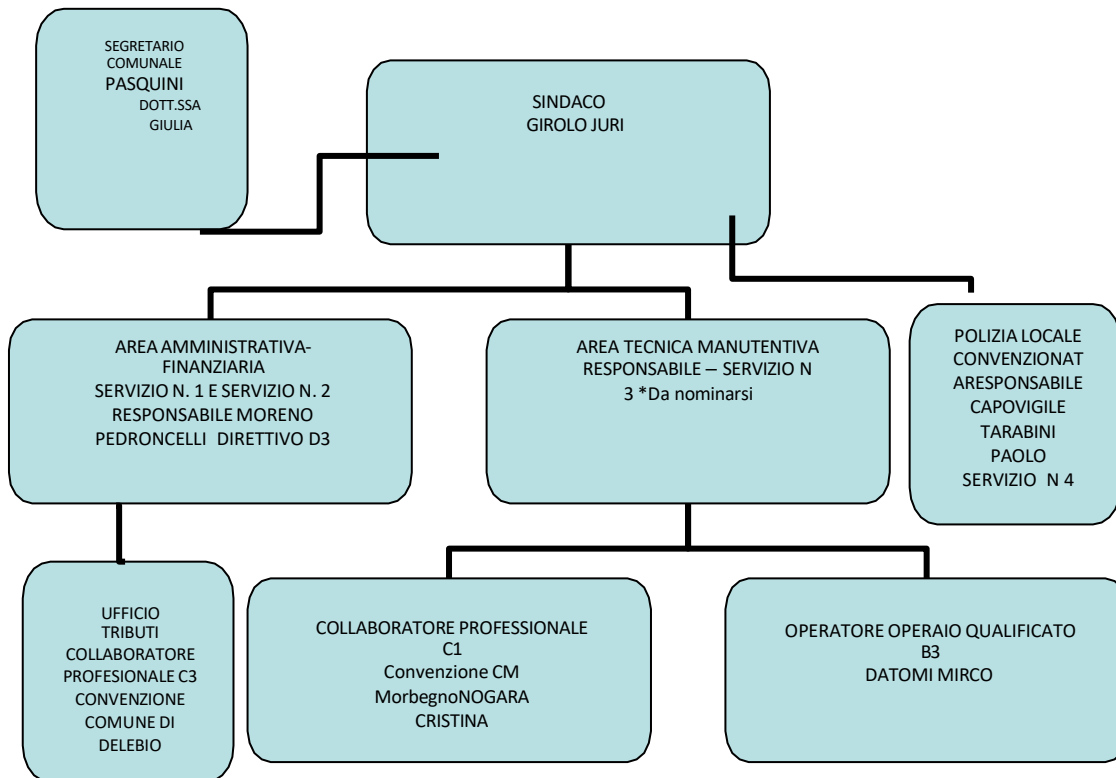 SEGRETARIO
COMUNALE
PASQUINI
DOTT.SSA
GIULIA
SINDACO
GIROLO JURI
AREA AMMINISTRATIVA-
FINANZIARIA
SERVIZIO N. 1 E SERVIZIO N. 2
RESPONSABILE MORENO
PEDRONCELLI DIRETTIVO D3
AREA TECNICA MANUTENTIVA
RESPONSABILE – SERVIZIO N
3 *Da nominarsi
POLIZIA LOCALE
CONVENZIONAT
ARESPONSABILE
CAPOVIGILE
TARABINI
PAOLO
SERVIZIO N 4
UFFICIO
TRIBUTI
COLLABORATORE
PROFESIONALE C3
CONVENZIONE
COMUNE DI
DELEBIO
COLLABORATORE PROFESSIONALE
C1
Convenzione CM
MorbegnoNOGARA
CRISTINA
OPERATORE OPERAIO QUALIFICATO
B3
DATOMI MIRCO